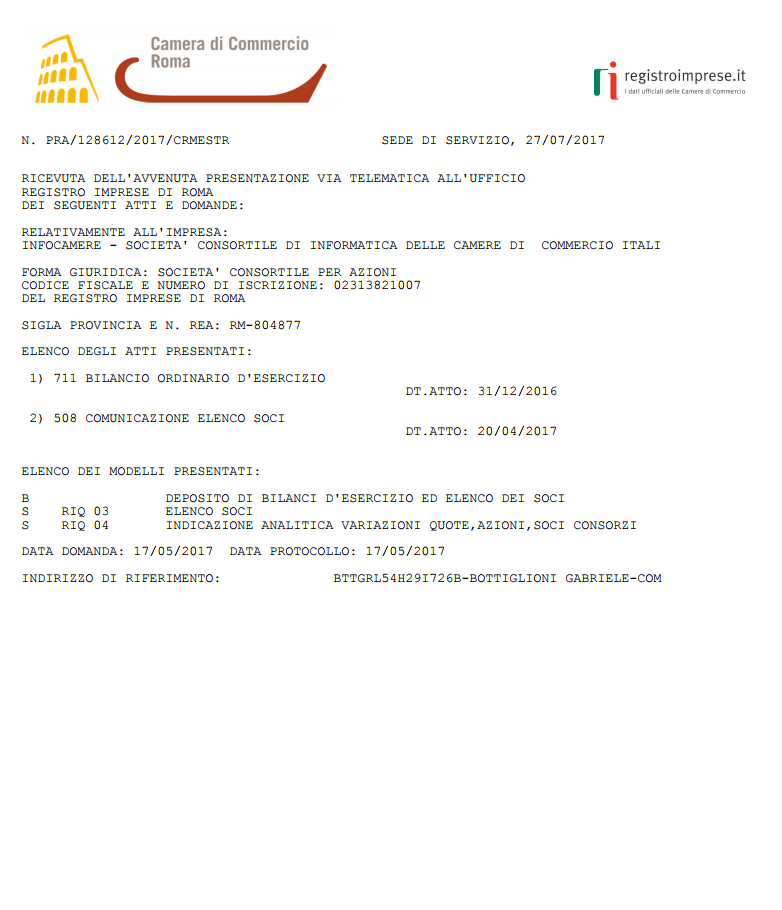 Camera di Commercio
Roma
registroimprese.it
I dati ufficiali delle Camere di Commercio
N. PRA/128612/2017/CRMESTR SEDE DI SERVIZIO, 27/07/2017
RICEVUTA DELL'AVVENUTA PRESENTAZIONE VIA TELEMATICA ALL'UFFICIO
REGISTRO IMPRESE DI ROMA
DEI SEGUENTI ATTI E DOMANDE:
RELATIVAMENTE ALL'IMPRESA:
INFOCAMERE - SOCIETA' CONSORTILE DI INFORMATICA DELLE CAMERE DI COMMERCIO ITALI
FORMA GIURIDICA: SOCIETA' CONSORTILE PER AZIONI
CODICE FISCALE E NUMERO DI ISCRIZIONE: 02313821007
DEL REGISTRO IMPRESE DI ROMA
SIGLA PROVINCIA E N. REA: RM-804877
ELENCO DEGLI ATTI PRESENTATI:
1) 711 BILANCIO ORDINARIO D'ESERCIZIO
DT.ATTO: 31/12/2016
2) 508 COMUNICAZIONE ELENCO SOCI
DT.ATTO: 20/04/2017
ELENCO DEI MODELLI PRESENTATI:
B DEPOSITO DI BILANCI D'ESERCIZIO ED ELENCO DEI SOCI
S RIQ 03 ELENCO SOCI
S RIQ 04 INDICAZIONE ANALITICA VARIAZIONI QUOTE,AZIONI,SOCI CONSORZI
DATA DOMANDA: 17/05/2017 DATA PROTOCOLLO: 17/05/2017
INDIRIZZO DI RIFERIMENTO: BTTGRL54H29I726B-BOTTIGLIONI GABRIELE-COM